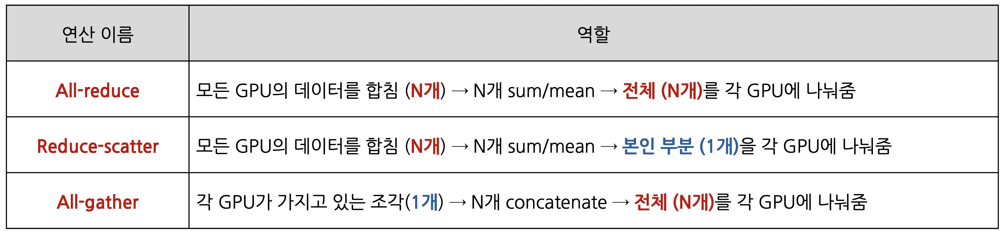 연산 이름
역할
All-reduce
모든 GPU의 데이터를 합침 (N개) → N개 sum/mean → 전체 (N개)를 각 GPU에 나눠줌
Reduce-scatter
모든 GPU의 데이터를 합침 (N개) → N개 sum/mean → 본인 부분 (1개)을 각 GPU에 나눠줌
All-gather
각 GPU가 가지고 있는 조각(1개) → N개 concatenate → 전체 (N개)를 각 GPU에 나눠줌